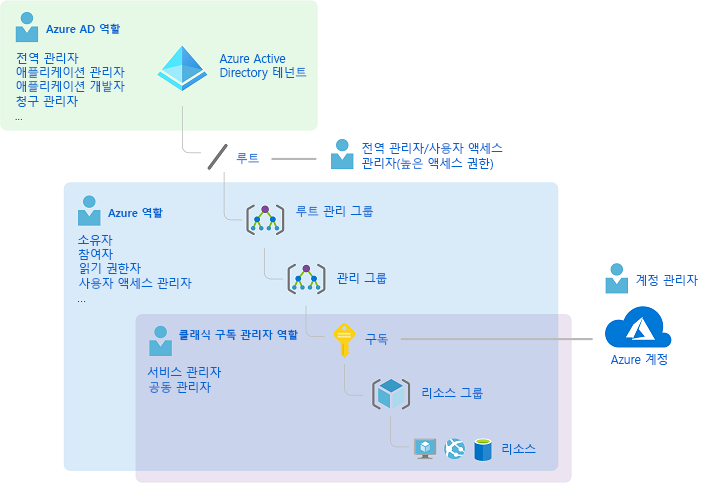 Azure AD 역할
전역 관리자
애플리케이션 관리자
애플리케이션 개발자
청구 관리자
...
Azure Active
Directory 테넌트
루트
전역 관리자/사용자 액세스
관리자(높은 액세스 권한)
Azure 역할
소유자
참여자
읽기 권한자
사용자 액세스 관리자
...
루트 관리 그룹
관리 그룹
계정 관리자
Azure 계정
클래식 구독 관리자 역할
서비스 관리자
공동 관리자
구독
리소스 그룹
리소스